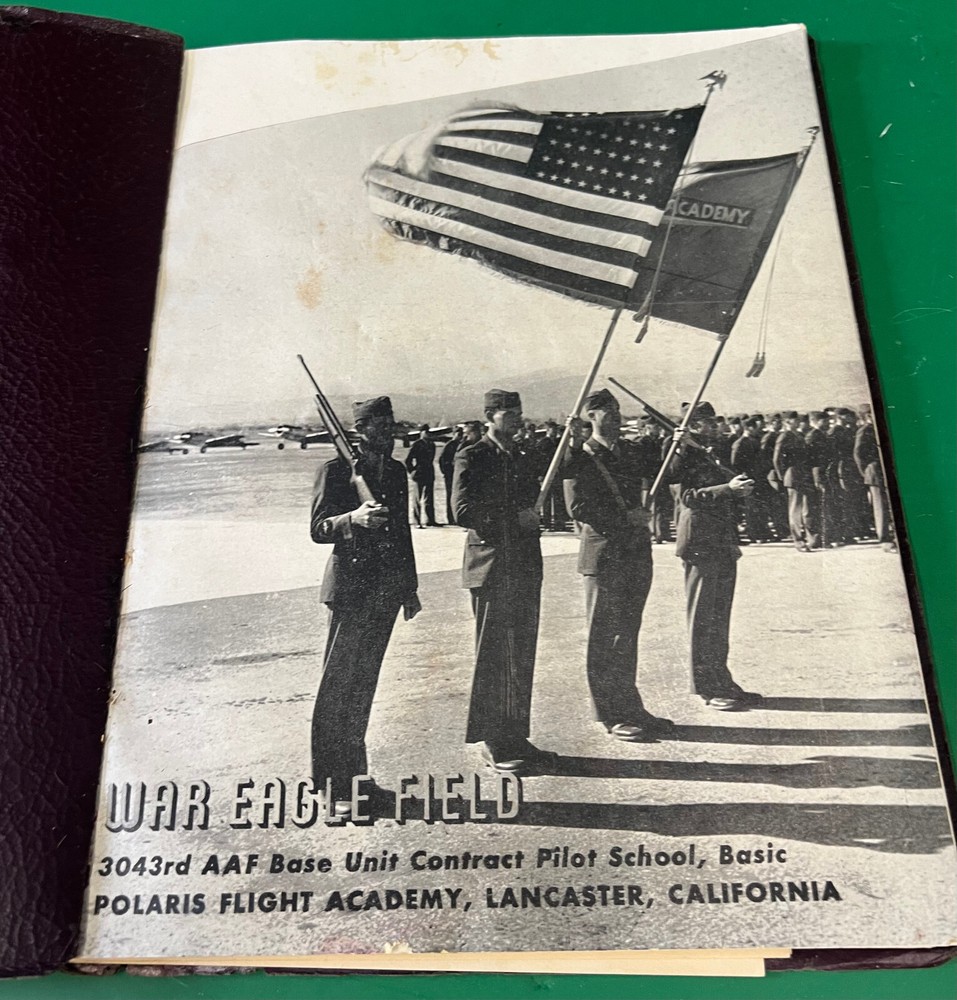 ACADEMY
WAR EAGLE FIELD
3043rd AAF Base Unit Contract Pilot School, Basic
POLARIS FLIGHT ACADEMY, LANCASTER, CALIFORNIA